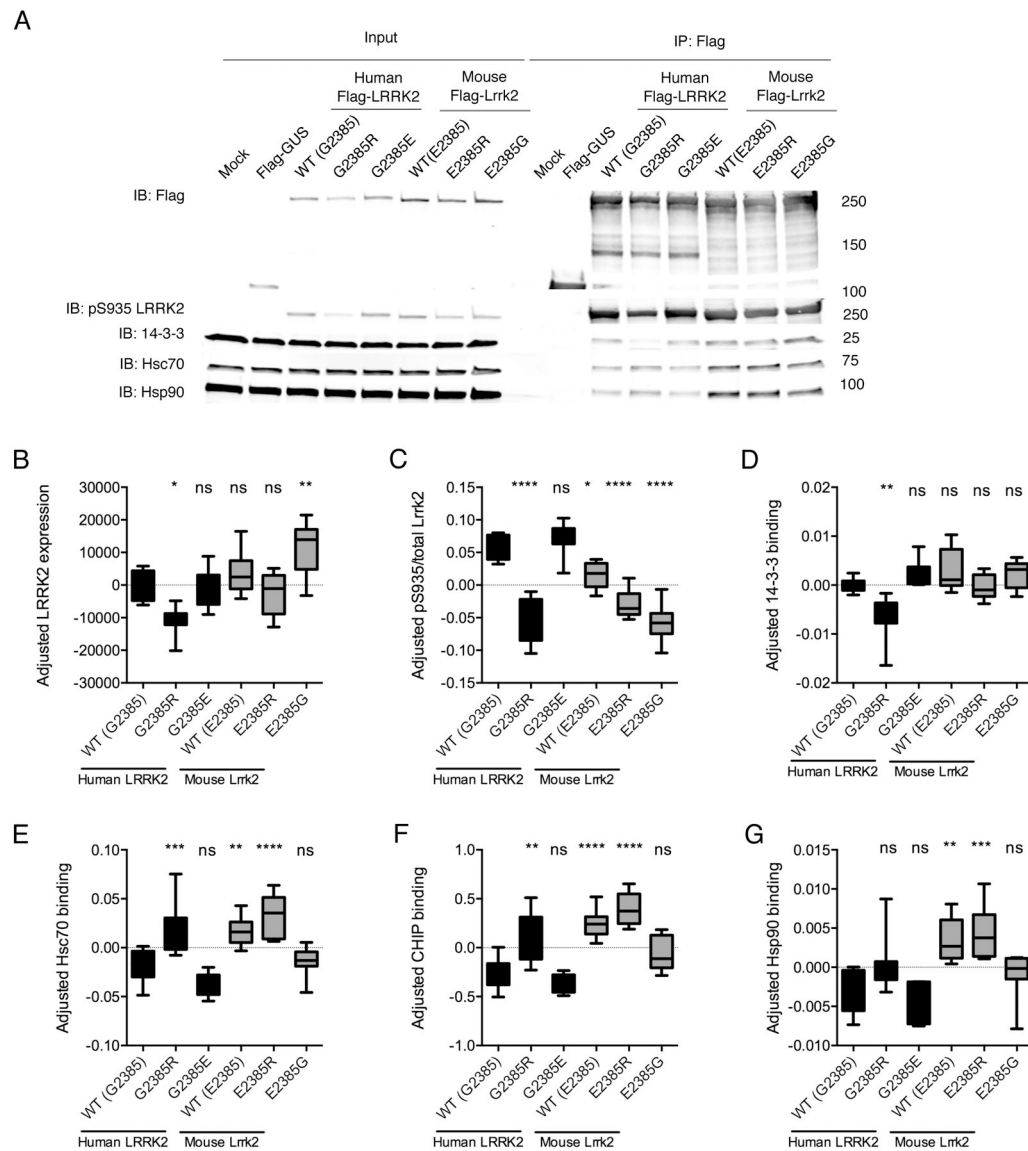 A
Input
IP: Flag
Human
Flag-LRRK2
Mouse
Flag-Lrrk2
Human
Flag-LRRK2
Mouse
Flag-Lrrk2
Mock
Flag-GUS
WT (G2385)
G2385R
G2385E
WT(E2385)
E2385R
E2385G
Mock
Flag-GUS
WT (G2385)
G2385R
G2385E
WT(E2385)
E2385R
E2385G
IB: Flag
250
150
100
IB: pS935 LRRK2
250
IB: 14-3-3
25
IB: Hsc70
75
IB: Hsp90
100
B
Adjusted LRRK2 expression
30000
20000
10000
0
-10000
-20000
-30000
* ns ns ns **
WT (G2385)
G2385R
G2385E
WT (E2385)
E2385R
E2385G
Human LRRK2
Mouse Lrrk2
C
Adjusted pS935/total Lrrk2
0.15
0.10
0.05
0.00
-0.05
-0.10
-0.15
**** ns * **** ****
WT (G2385)
G2385R
G2385E
WT (E2385)
E2385R
E2385G
Human LRRK2
Mouse Lrrk2
D
Adjusted 14-3-3 binding
0.02
0.01
0.00
-0.01
-0.02
** ns ns ns ns
WT (G2385)
G2385R
G2385E
WT (E2385)
E2385R
E2385G
Human LRRK2
Mouse Lrrk2
E
Adjusted Hsc70 binding
0.10
0.05
0.00
-0.05
-0.10
*** ns ** **** ns
WT (G2385)
G2385R
G2385E
WT (E2385)
E2385R
E2385G
Human LRRK2
Mouse Lrrk2
F
Adjusted CHIP binding
1.0
0.5
0.0
-0.5
-1.0
** ns **** **** ns
WT (G2385)
G2385R
G2385E
WT (E2385)
E2385R
E2385G
Human LRRK2
Mouse Lrrk2
G
Adjusted Hsp90 binding
0.015
0.010
0.005
0.000
-0.005
-0.010
ns ns ** *** ns
WT (G2385)
G2385R
G2385E
WT (E2385)
E2385R
E2385G
Human LRRK2
Mouse Lrrk2